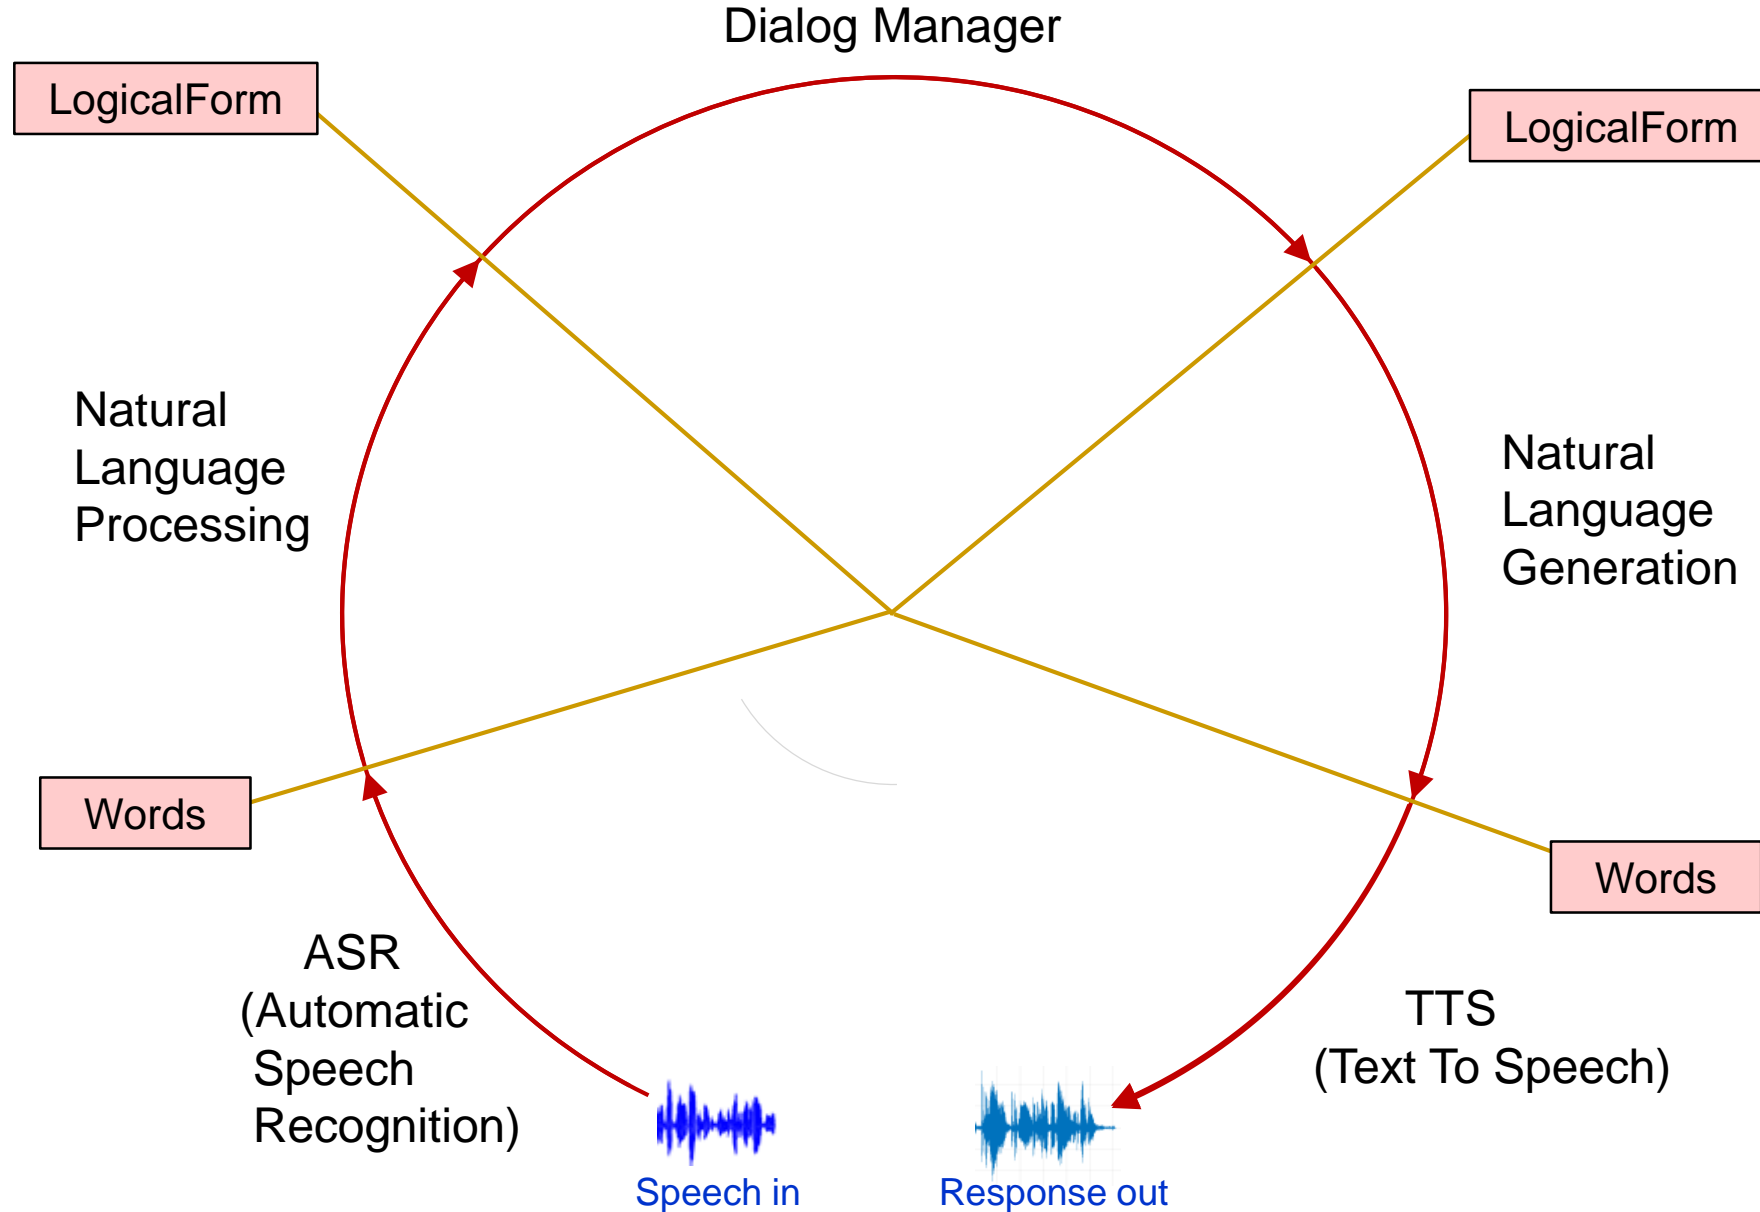 Dialog Manager
LogicalForm
LogicalForm
Natural
Language
Processing
Natural
Language
Generation
Words
Words
ASR
(Automatic
Speech
Recognition)
TTS
(Text To Speech)
Speech in
Response out